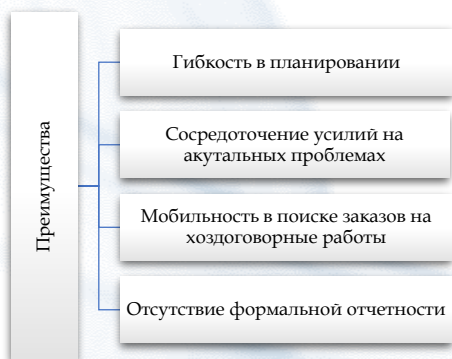 Преимущества
Гибкость в планировании
Сосредоточение усилий на
акутальных проблемах
Мобильность в поиске заказов на
хоздоговорные работы
Отсутствие формальной отчетности